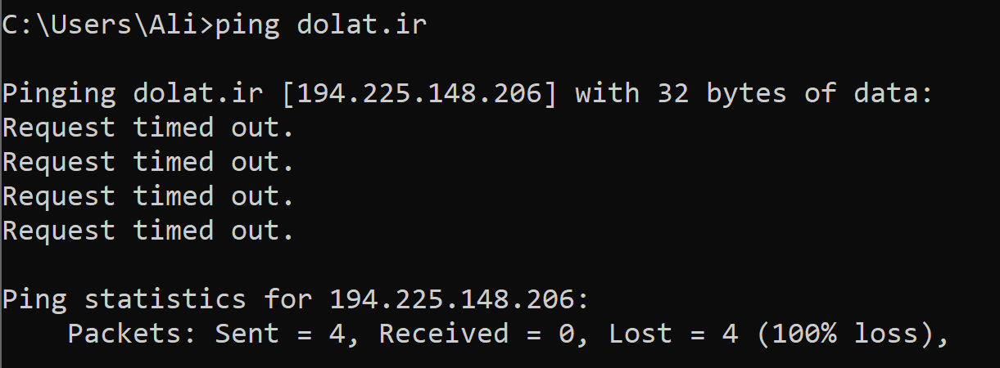 C:\Users\Ali>ping dolat.ir
Pinging dolat.ir [194.225.148.206] with 32 bytes of data:
Request timed out.
Request timed out.
Request timed out.
Request timed out.
Ping statistics for 194.225.148.206:
    Packets: Sent = 4, Received = 0, Lost = 4 (100% loss),